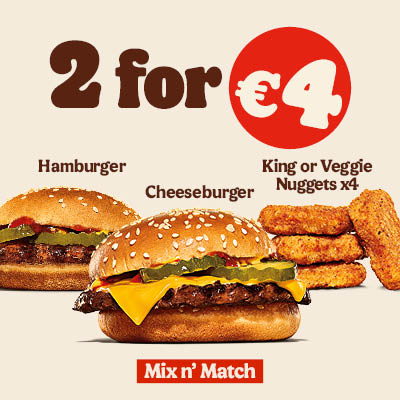 2 for €4
Hamburger
Cheeseburger
King or Veggie
Nuggets x4
Mix n' Match